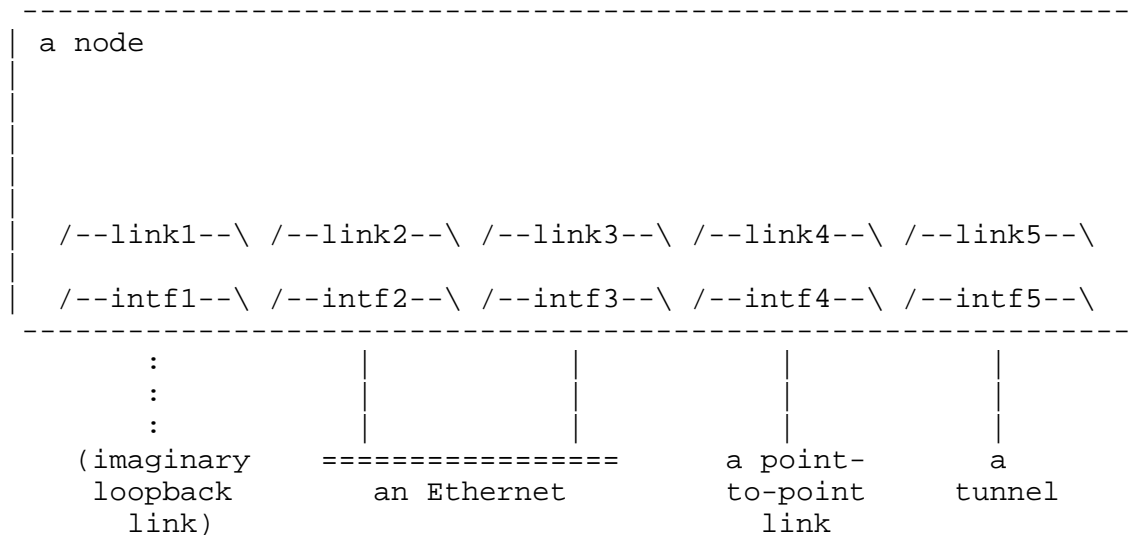 a node
/--link1--\ /--link2--\ /--link3--\ /--link4--\ /--link5--\
/--intf1--\ /--intf2--\ /--intf3--\ /--intf4--\ /--intf5--\
(imaginary ================= a point- a
loopback an Ethernet to-point tunnel
link) link